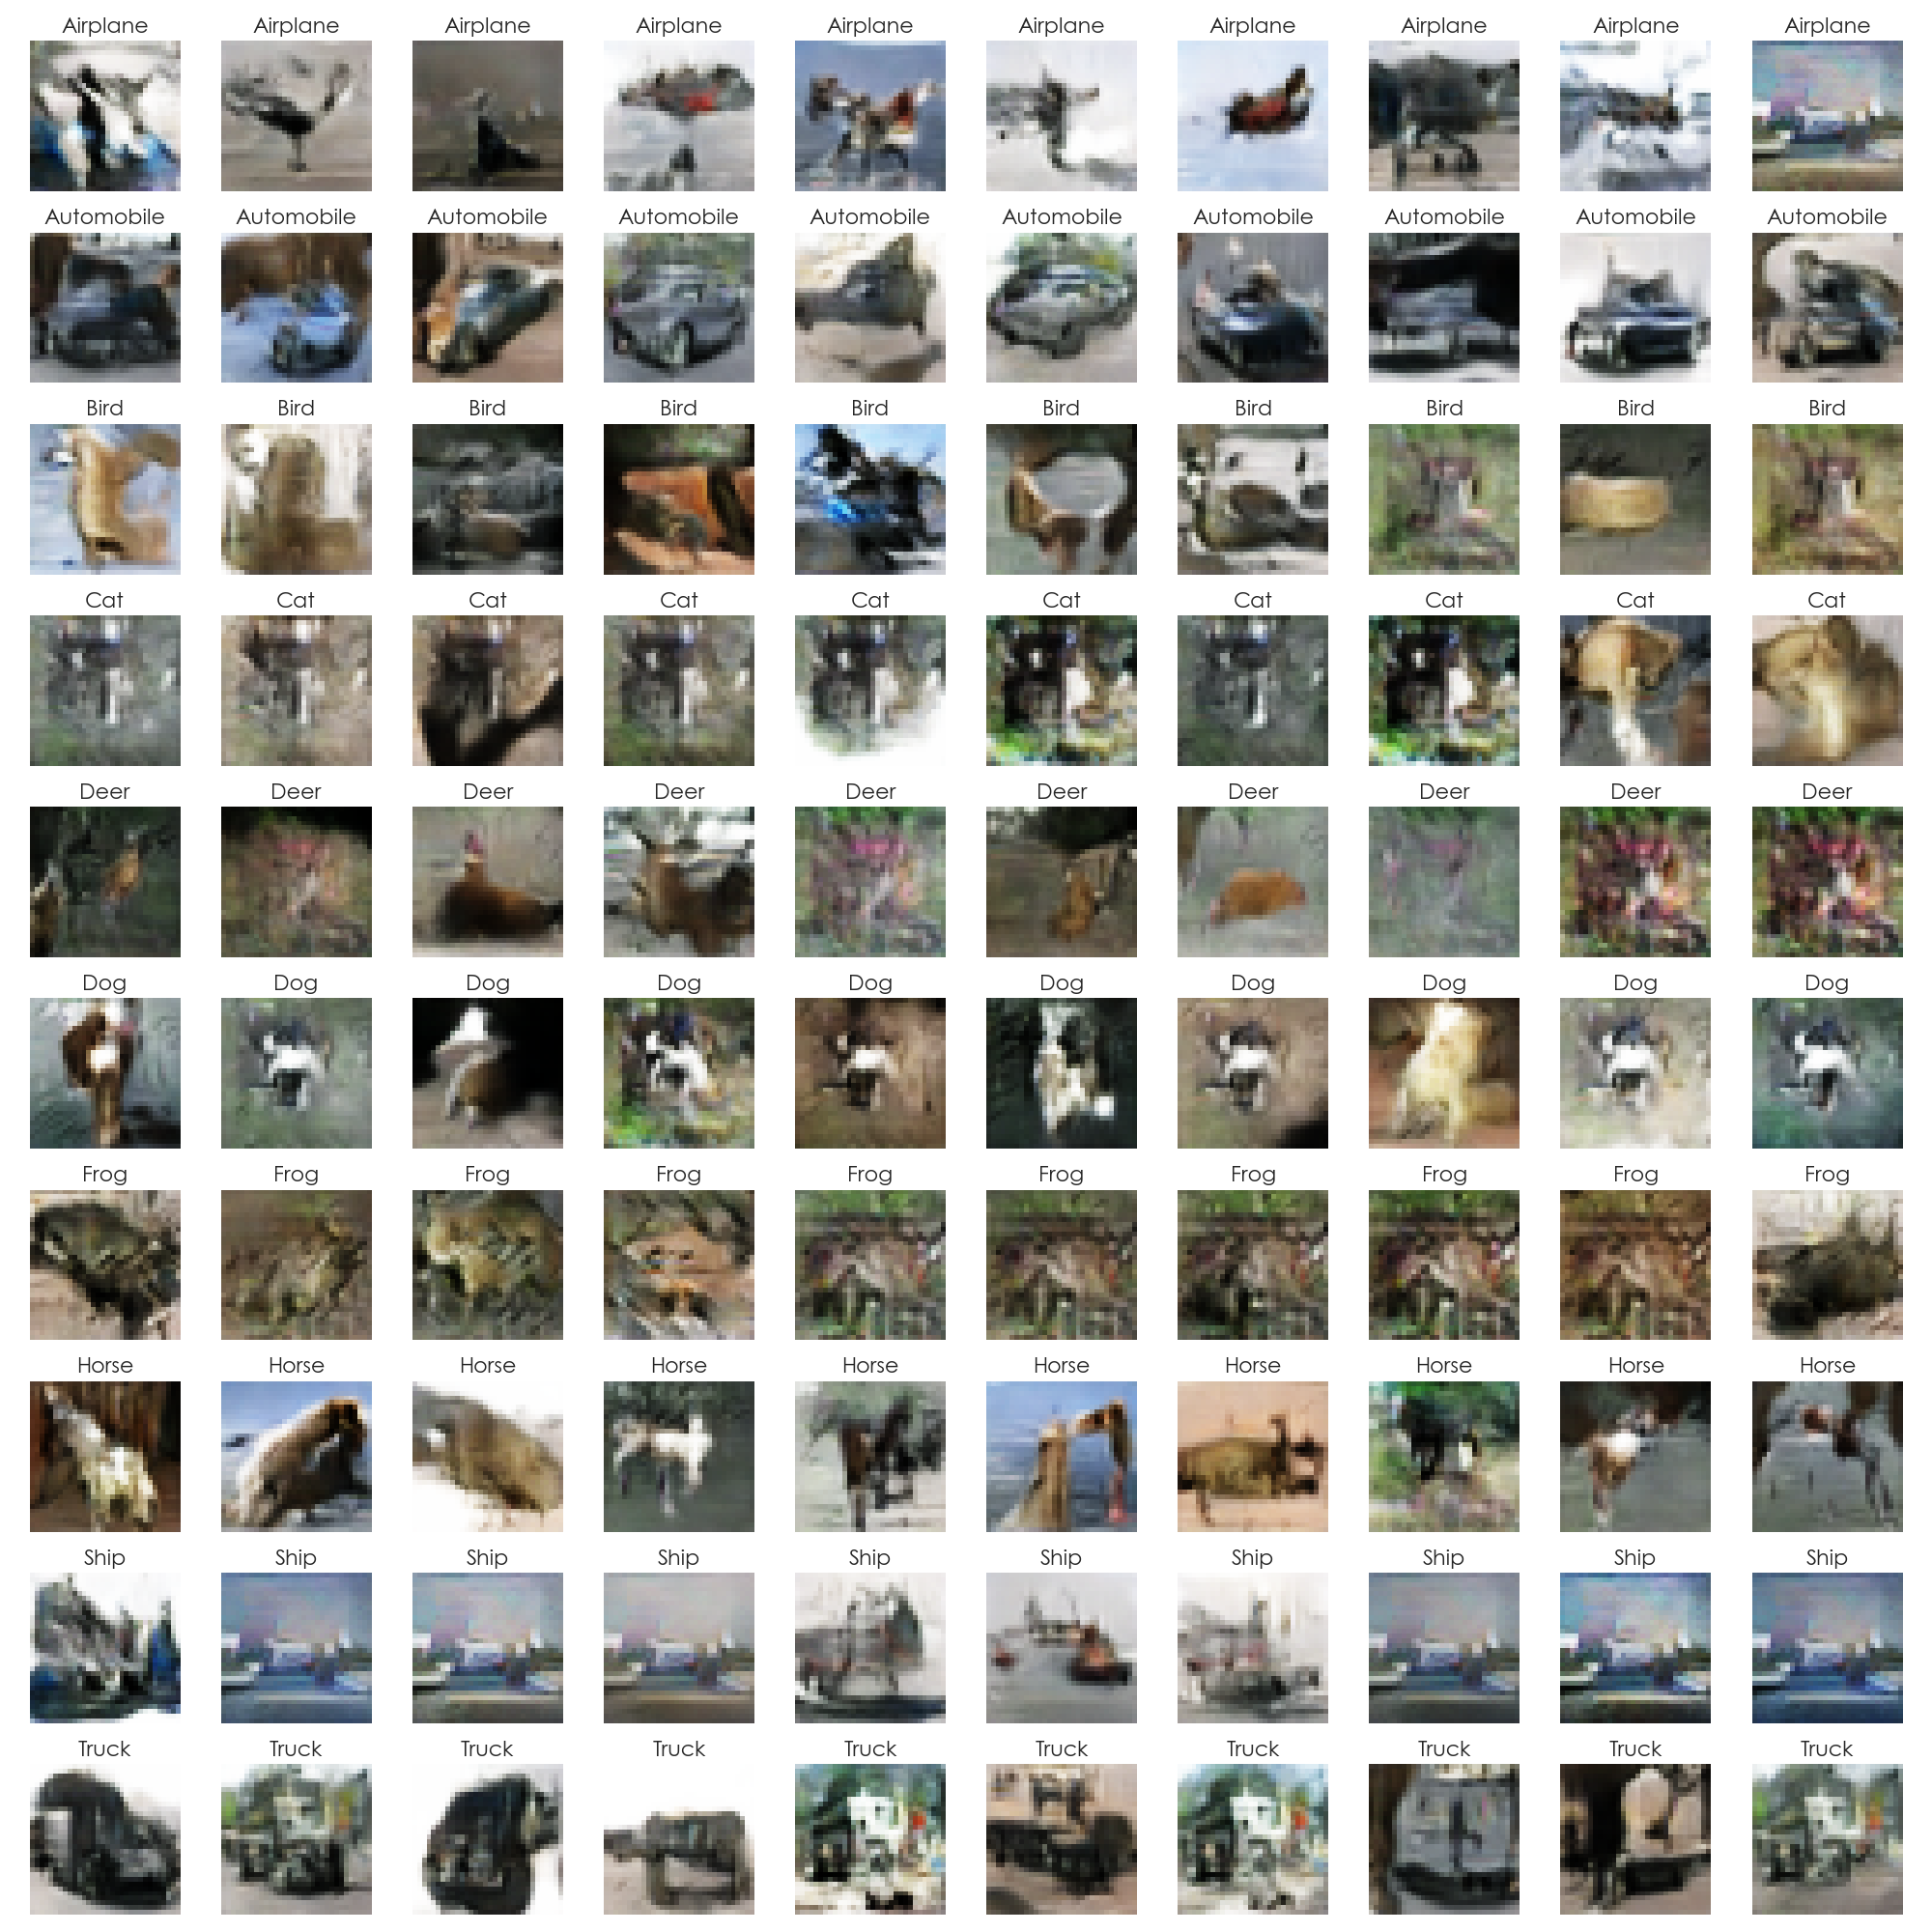 Airplane Airplane Airplane Airplane Airplane Airplane Airplane Airplane Airplane Airplane
Automobile Automobile Automobile Automobile Automobile Automobile Automobile Automobile Automobile Automobile
Bird Bird Bird Bird Bird Bird Bird Bird Bird Bird
Cat Cat Cat Cat Cat Cat Cat Cat Cat Cat
Deer Deer Deer Deer Deer Deer Deer Deer Deer Deer
Dog Dog Dog Dog Dog Dog Dog Dog Dog Dog
Frog Frog Frog Frog Frog Frog Frog Frog Frog Frog
Horse Horse Horse Horse Horse Horse Horse Horse Horse Horse
Ship Ship Ship Ship Ship Ship Ship Ship Ship Ship
Truck Truck Truck Truck Truck Truck Truck Truck Truck Truck